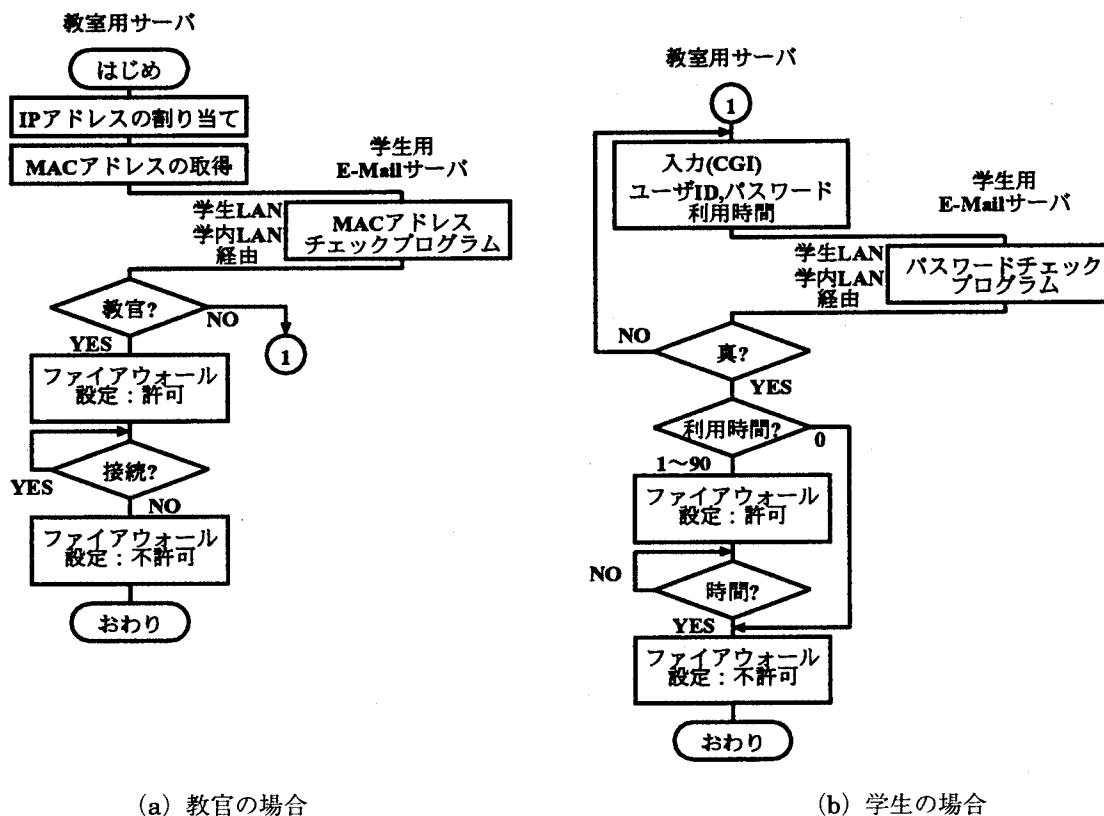 教室用サーバ
はじめ
IPアドレスの割り当て
MACアドレスの取得
学生用
E-Mailサーバ
学生LAN
学内LAN
経由
MACアドレス
チェックプログラム
教官?
NO
YES
1
ファイアウォール
設定:許可
接続?
YES
NO
ファイアウォール
設定:不許可
おわり
(a) 教官の場合
教室用サーバ
1
入力(CGI)
ユーザID,パスワード
利用時間
学生用
E-Mailサーバ
学生LAN
学内LAN
経由
パスワードチェック
プログラム
NO
真?
YES
利用時間?
0
1〜90
ファイアウォール
設定:許可
NO
時間?
YES
ファイアウォール
設定:不許可
おわり
(b) 学生の場合